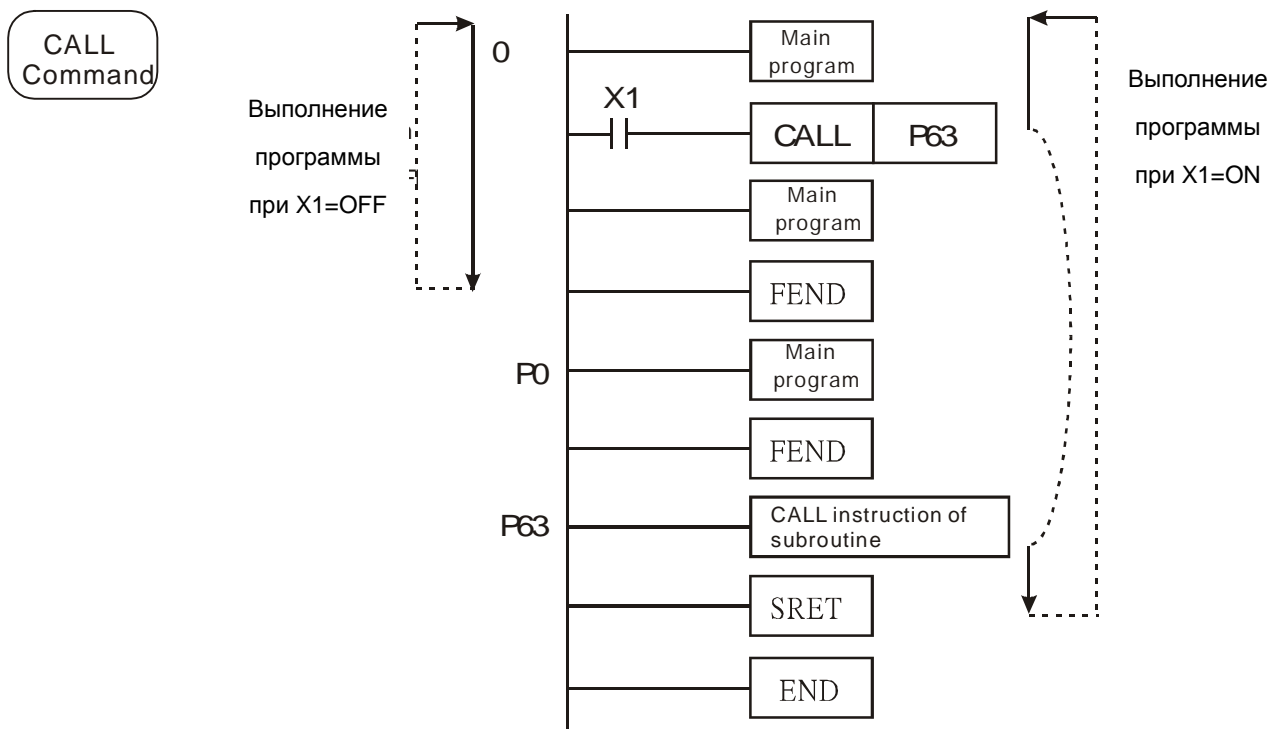 CALL
Command
Выполнение
программы
при X1=OFF
0
Main
program
X1
CALL P63
Main
program
FEND
P0
Main
program
FEND
P63
CALL instruction of
subroutine
SRET
END
Выполнение
программы
при X1=ON